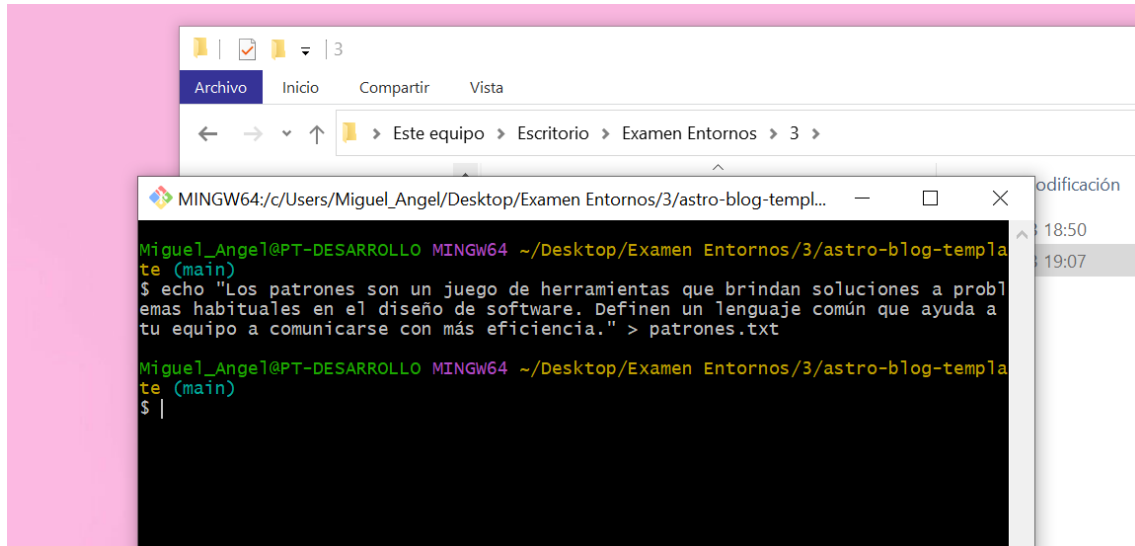 3
Archivo Inicio Compartir Vista
Este equipo > Escritorio > Examen Entornos > 3 >
MINGW64:/c/Users/Miguel_Angel/Desktop/Examen Entornos/3/astro-blog-templ...
odificación
18:50
19:07
Miguel_Angel@PT-DESARROLLO MINGW64 ~/Desktop/Examen Entornos/3/astro-blog-templa
te (main)
$ echo "Los patrones son un juego de herramientas que brindan soluciones a probl
emas habituales en el diseño de software. Definen un lenguaje común que ayuda a
tu equipo a comunicarse con más eficiencia." > patrones.txt
Miguel_Angel@PT-DESARROLLO MINGW64 ~/Desktop/Examen Entornos/3/astro-blog-templa
te (main)
$